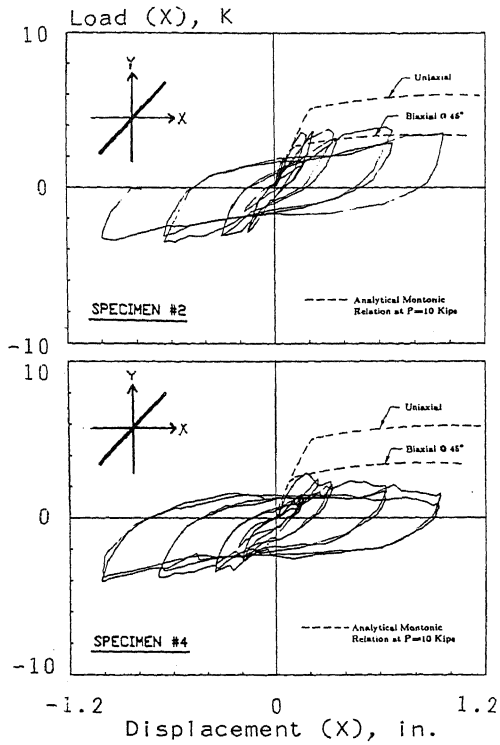 Load (X), K
10
Y
X
Uniaxial
Biaxial @ 45°
0
SPECIMEN #2
Analytical Montonic
Relation at P=10 Kips
-10
10
Y
X
Uniaxial
Biaxial @ 45°
0
SPECIMEN #4
Analytical Montonic
Relation at P=10 Kips
-10
-1.2
0
1.2
Displacement (X), in.